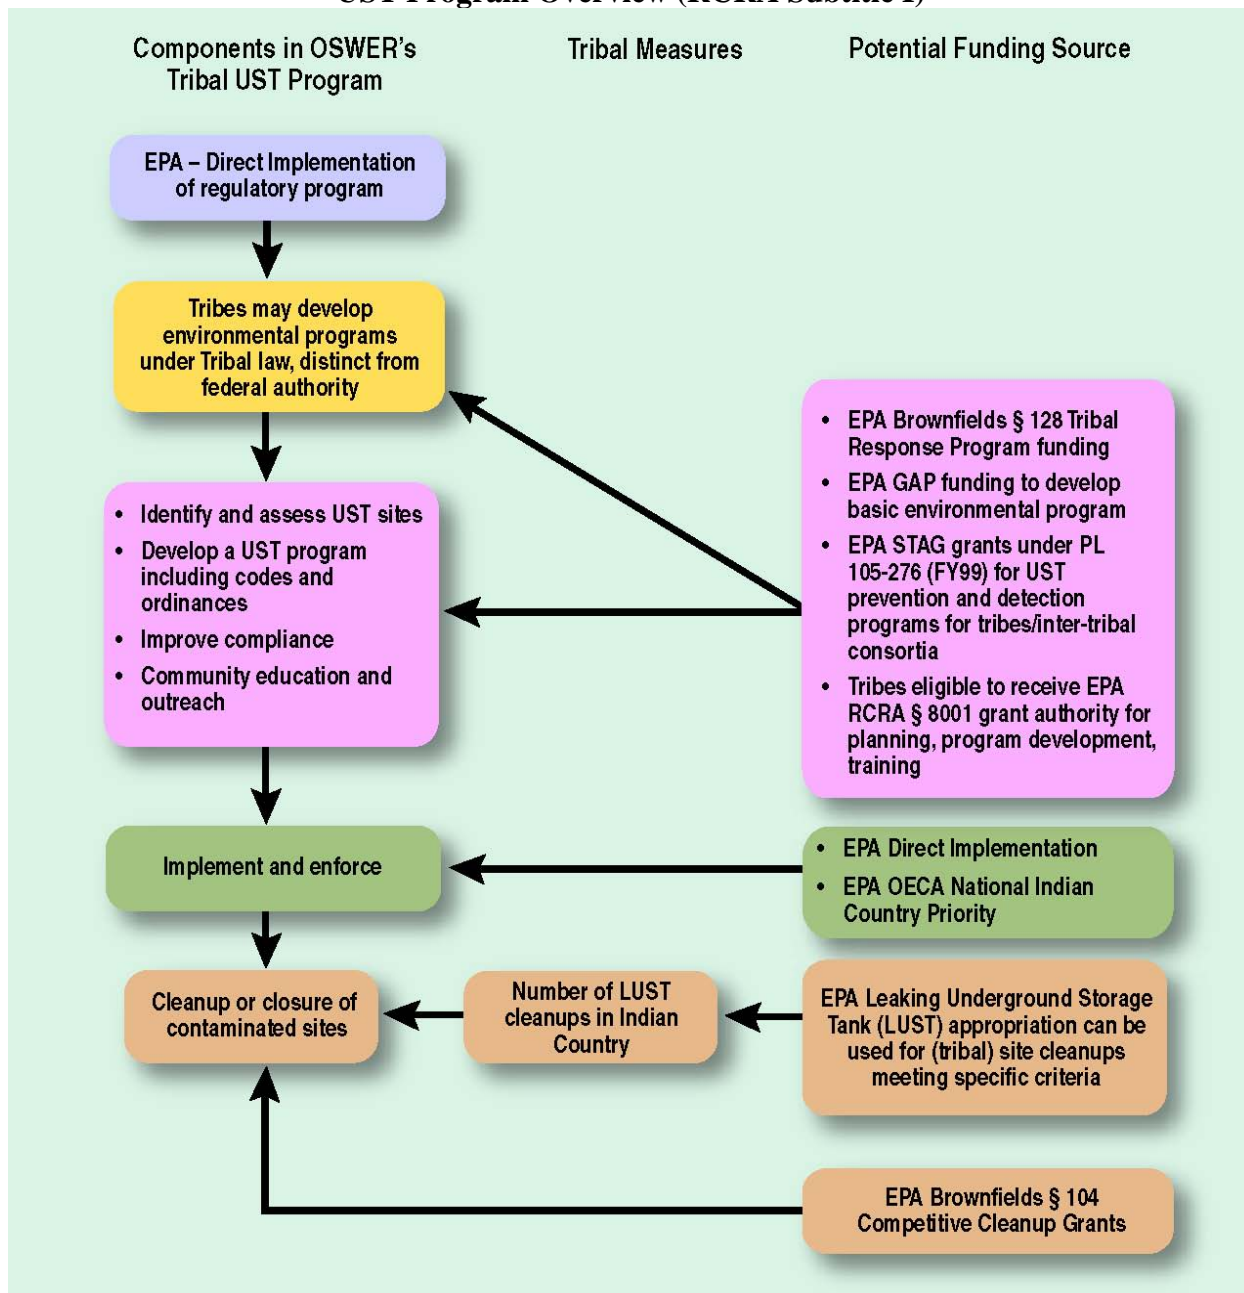 UST Program Overview (RCRA Subtitle I)
Components in OSWER's
Tribal UST Program
Tribal Measures
Potential Funding Source
EPA – Direct Implementation
of regulatory program
Tribes may develop
environmental programs
under Tribal law, distinct from
federal authority
• Identify and assess UST sites
• Develop a UST program
including codes and
ordinances
• Improve compliance
• Community education and
outreach
• EPA Brownfields § 128 Tribal
Response Program funding
• EPA GAP funding to develop
basic environmental program
• EPA STAG grants under PL
105-276 (FY99) for UST
prevention and detection
programs for tribes/inter-tribal
consortia
• Tribes eligible to receive EPA
RCRA § 8001 grant authority for
planning, program development,
training
Implement and enforce
• EPA Direct Implementation
• EPA OECA National Indian
Country Priority
Cleanup or closure of
contaminated sites
Number of LUST
cleanups in Indian
Country
EPA Leaking Underground Storage
Tank (LUST) appropriation can be
used for (tribal) site cleanups
meeting specific criteria
EPA Brownfields § 104
Competitive Cleanup Grants